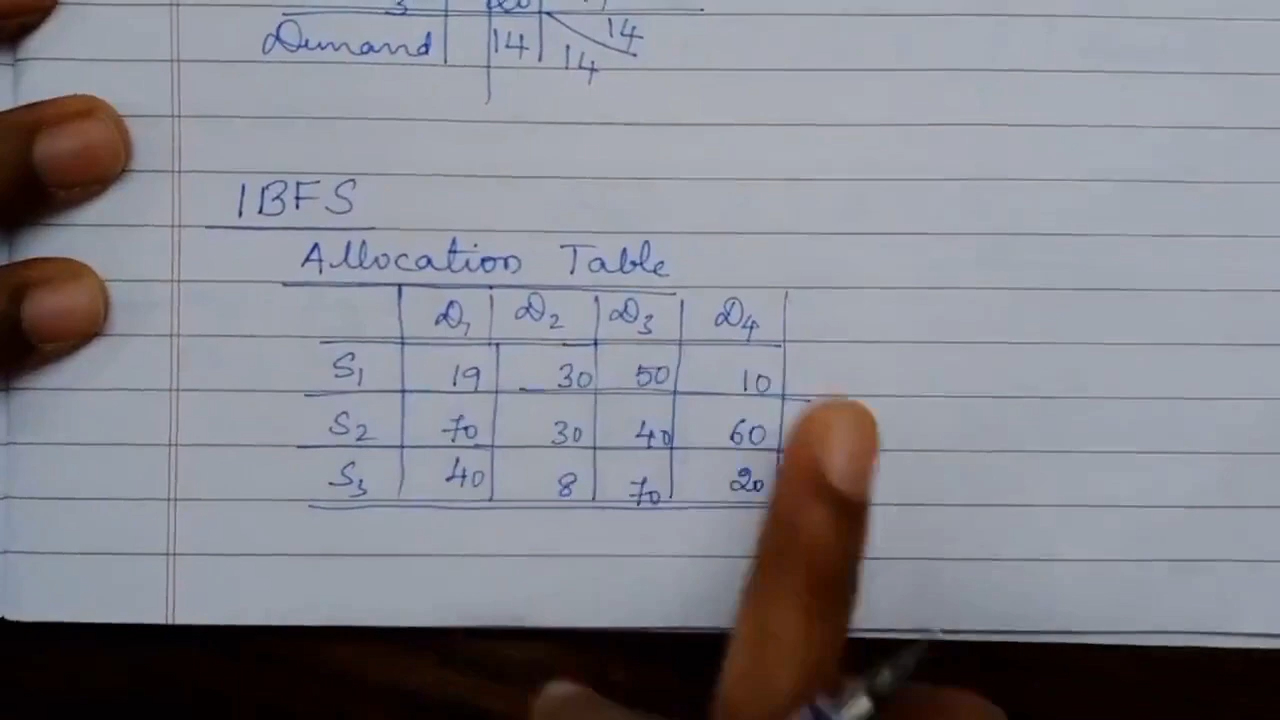 Demand 14 14 14
IBFS
Allocation Table
D1 D2 D3 D4
S1 19 30 50 10
S2 70 30 40 60
S3 40 8 70 20